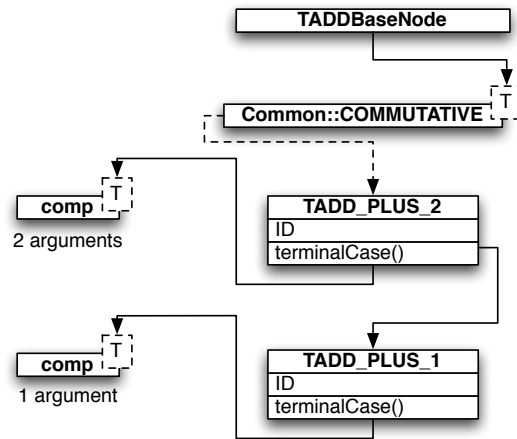 TADDBaseNode
T
Common::COMMUTATIVE
T
comp
2 arguments
TADD_PLUS_2
ID
terminalCase()
T
comp
1 argument
TADD_PLUS_1
ID
terminalCase()